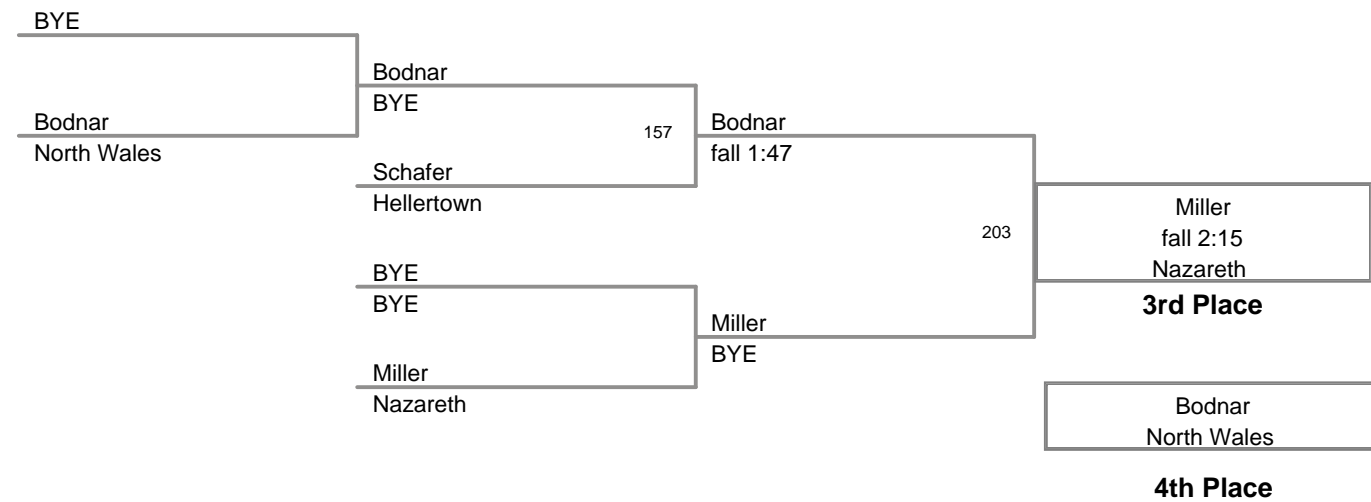 BYE
Bodnar
BYE
Bodnar
North Wales
157
Bodnar
fall 1:47
Schafer
Hellertown
Miller
fall 2:15
Nazareth
3rd Place
203
BYE
BYE
Miller
BYE
Miller
Nazareth
Bodnar
North Wales
4th Place